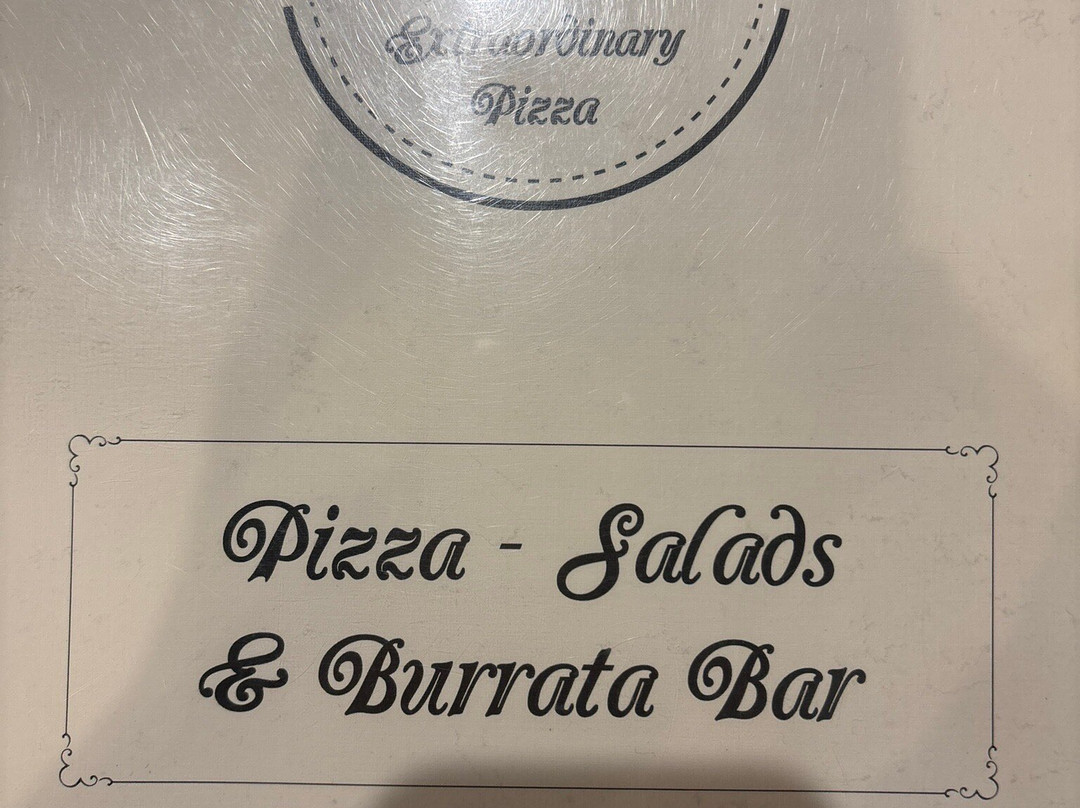 Extraordinary
Pizza
Pizza - Salads
& Burrata Bar